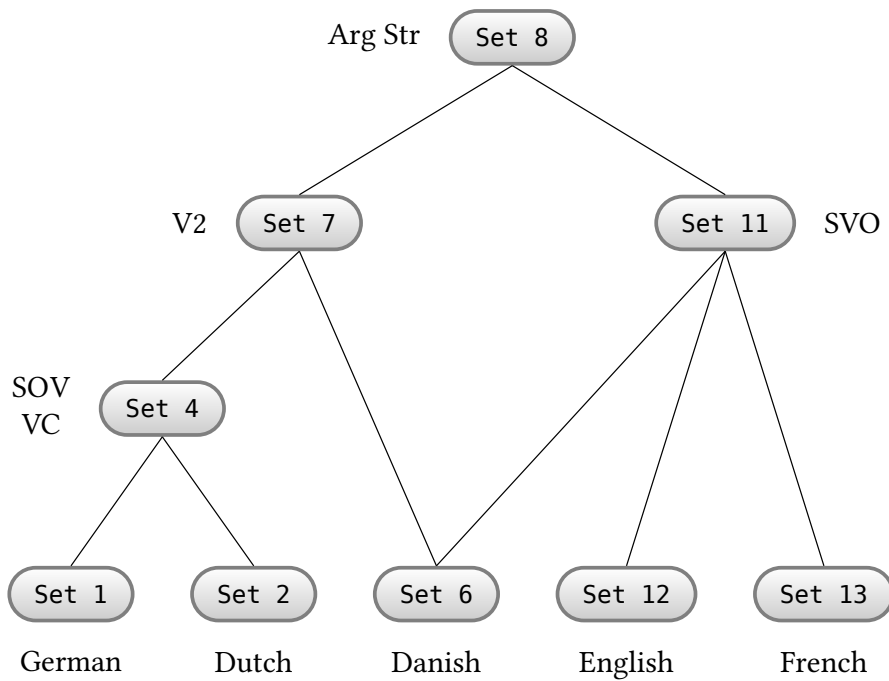 Arg Str Set 8
V2 Set 7 Set 11 SVO
SOV
VC
Set 4
Set 1 Set 2 Set 6 Set 12 Set 13
German Dutch Danish English French